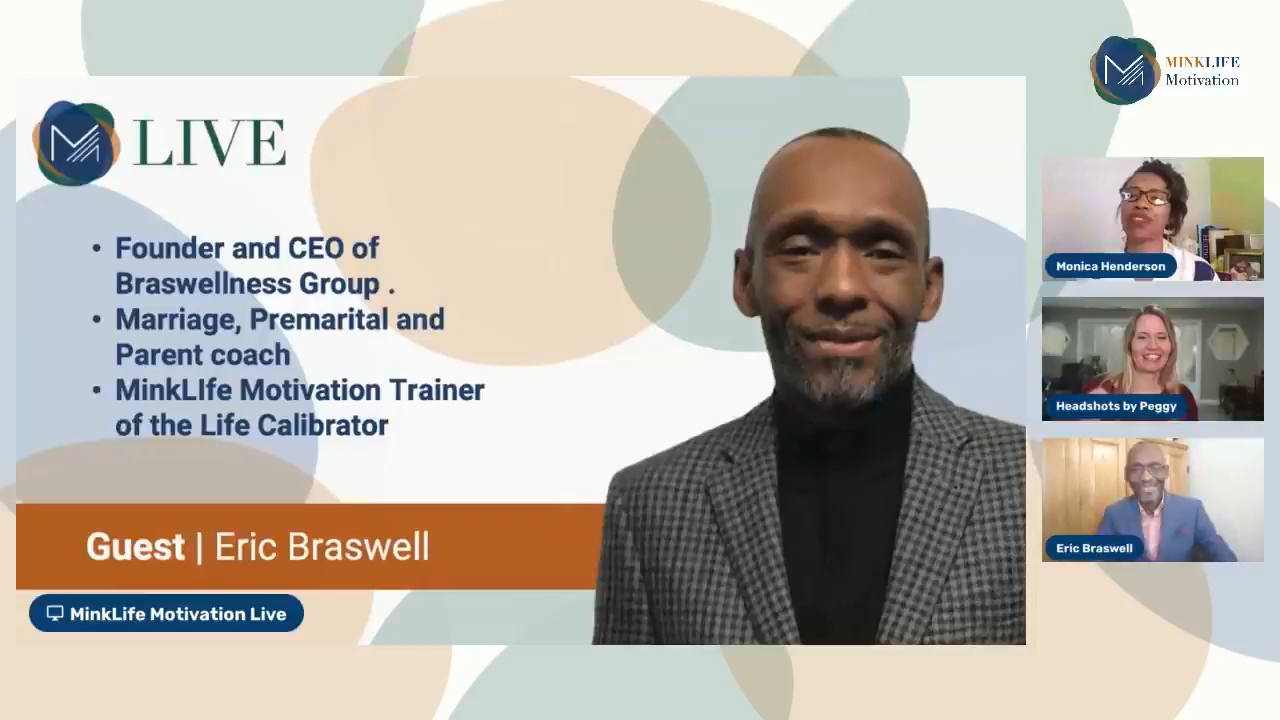 LIVE
• Founder and CEO of
Braswellness Group .
• Marriage, Premarital and
Parent coach
• MinkLIfe Motivation Trainer
of the Life Calibrator
Guest | Eric Braswell
MinkLife Motivation Live
MINKLIFE
Motivation
Monica Henderson
Headshots by Peggy
Eric Braswell